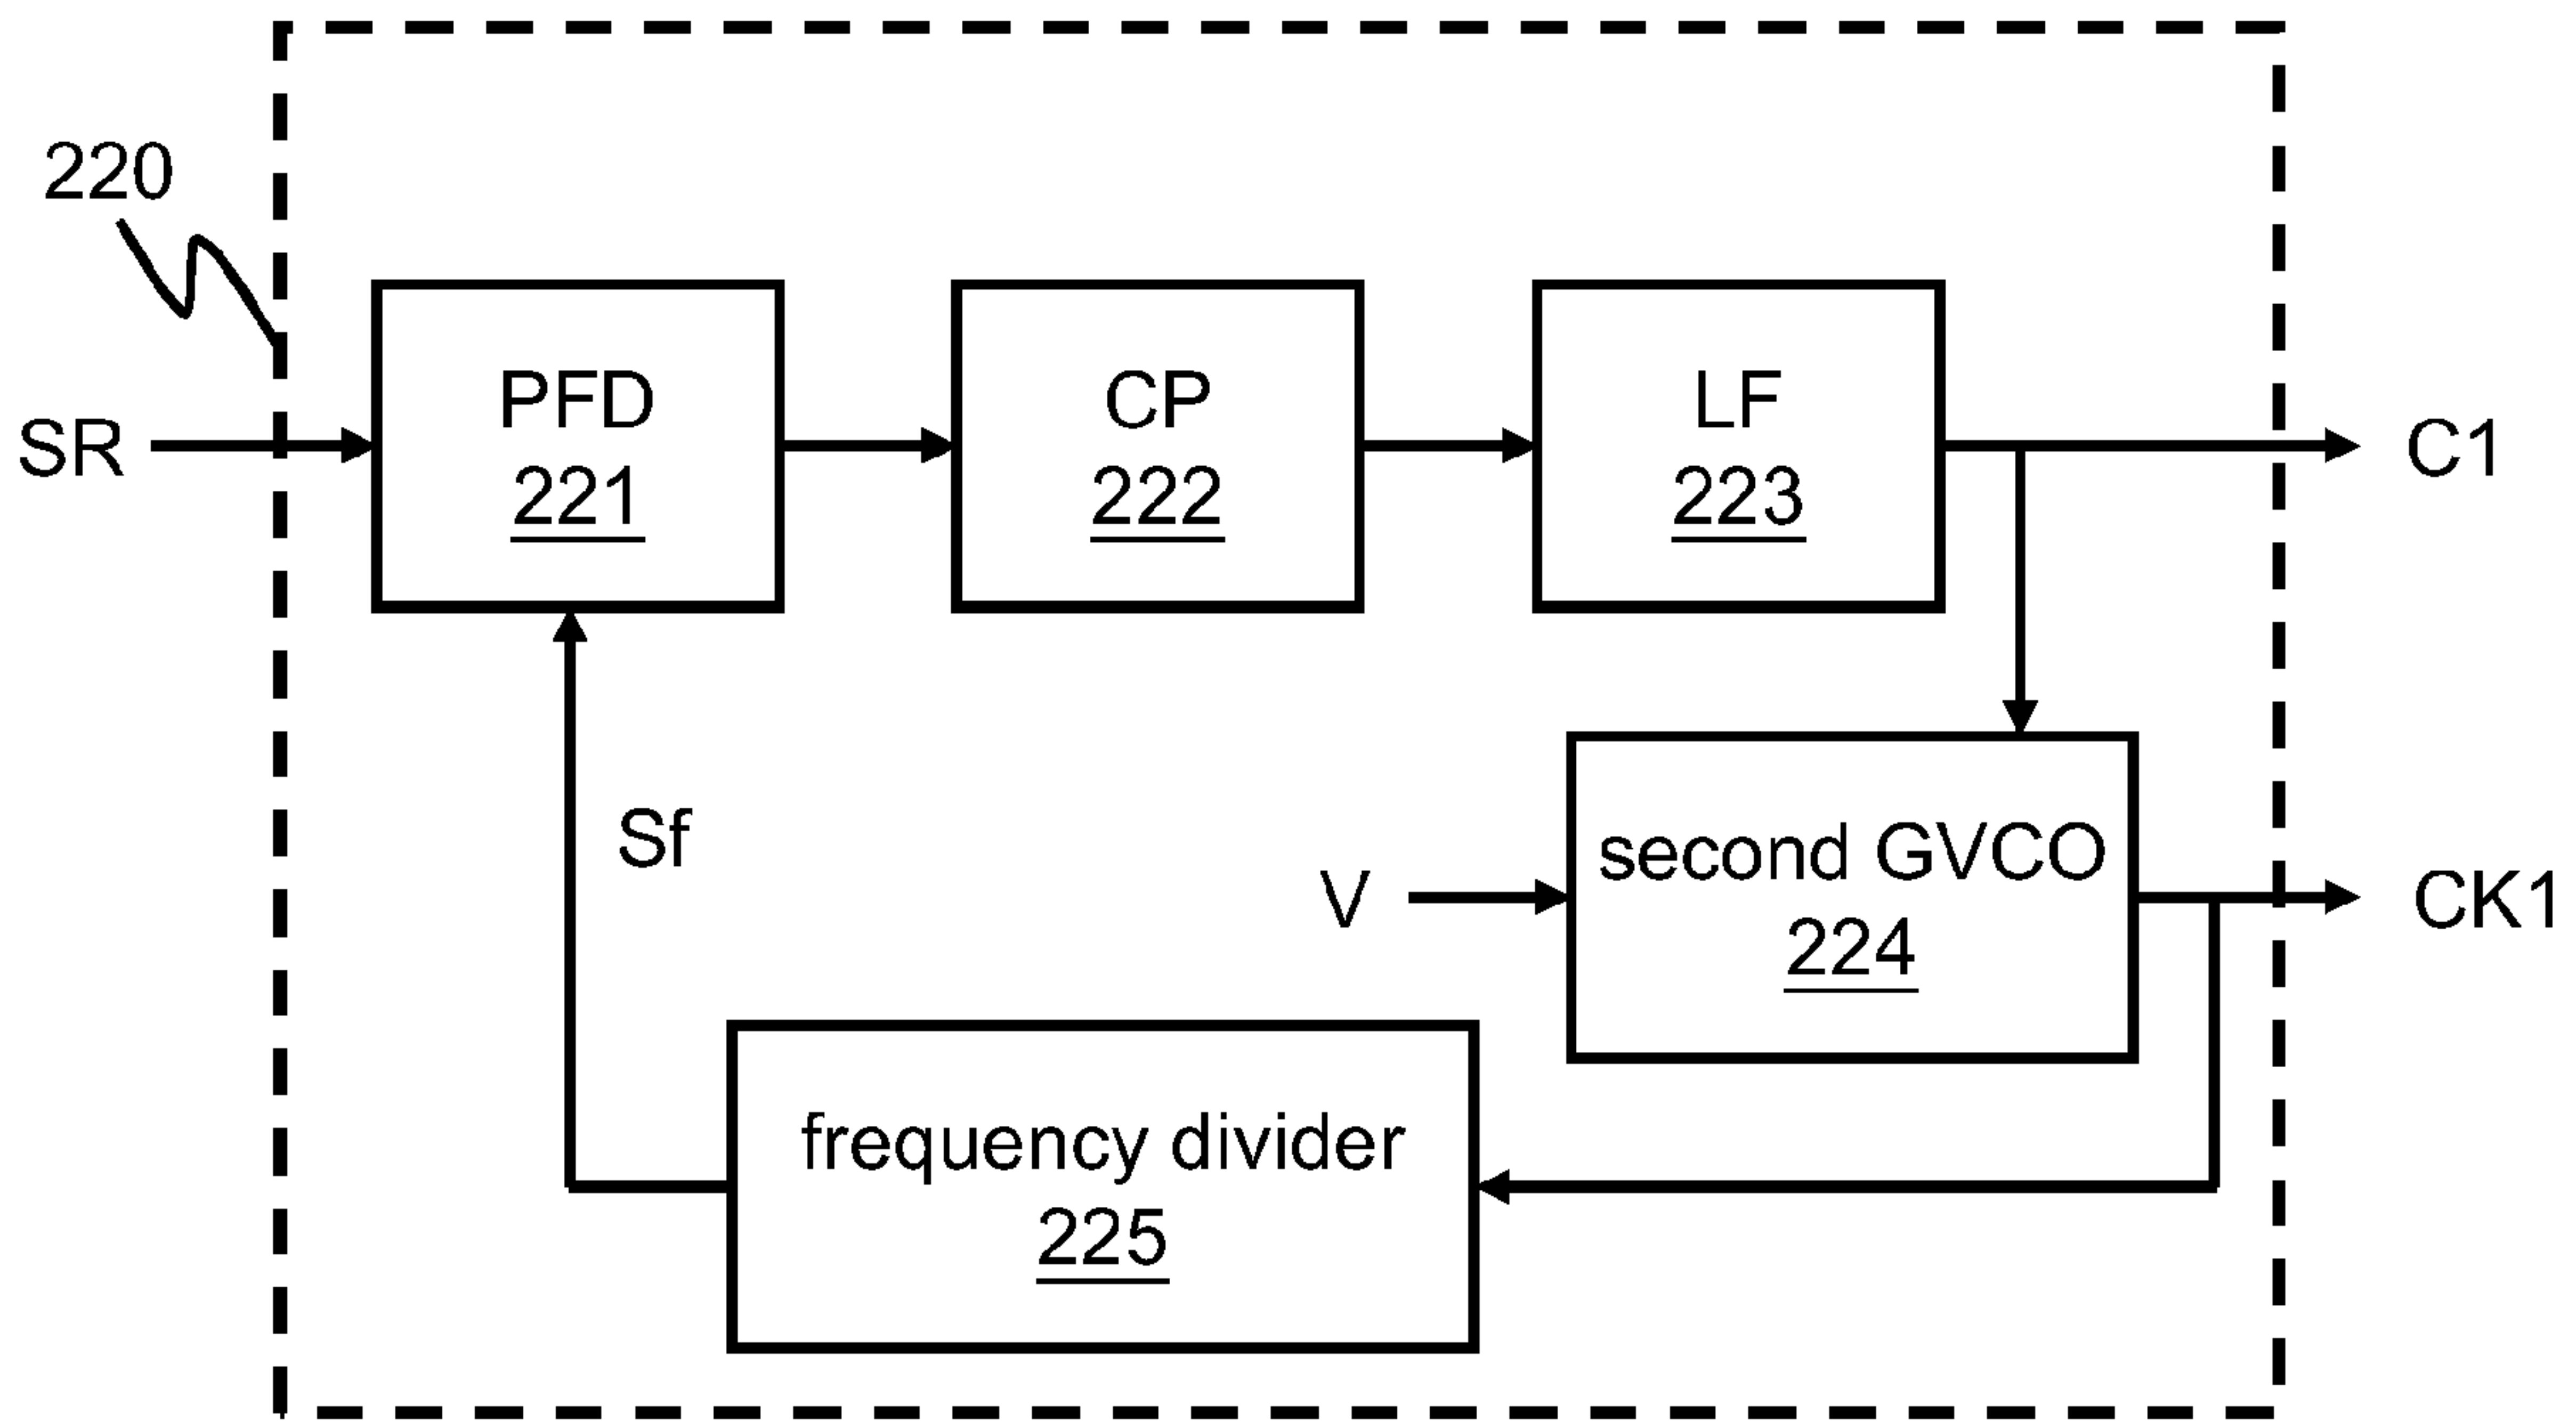 220
SR
PFD
221
CP
222
LF
223
C1
Sf
V
second GVCO
224
CK1
frequency divider
225